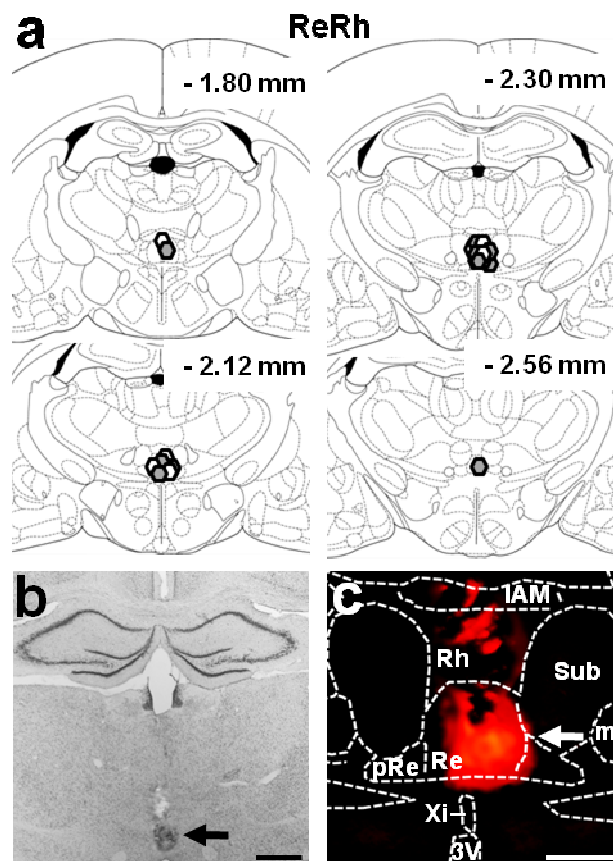 a
ReRh
- 1.80 mm
- 2.30 mm
- 2.12 mm
- 2.56 mm
b
c
IAM
Rh
Sub
m
pRe
Re
Xi
3V